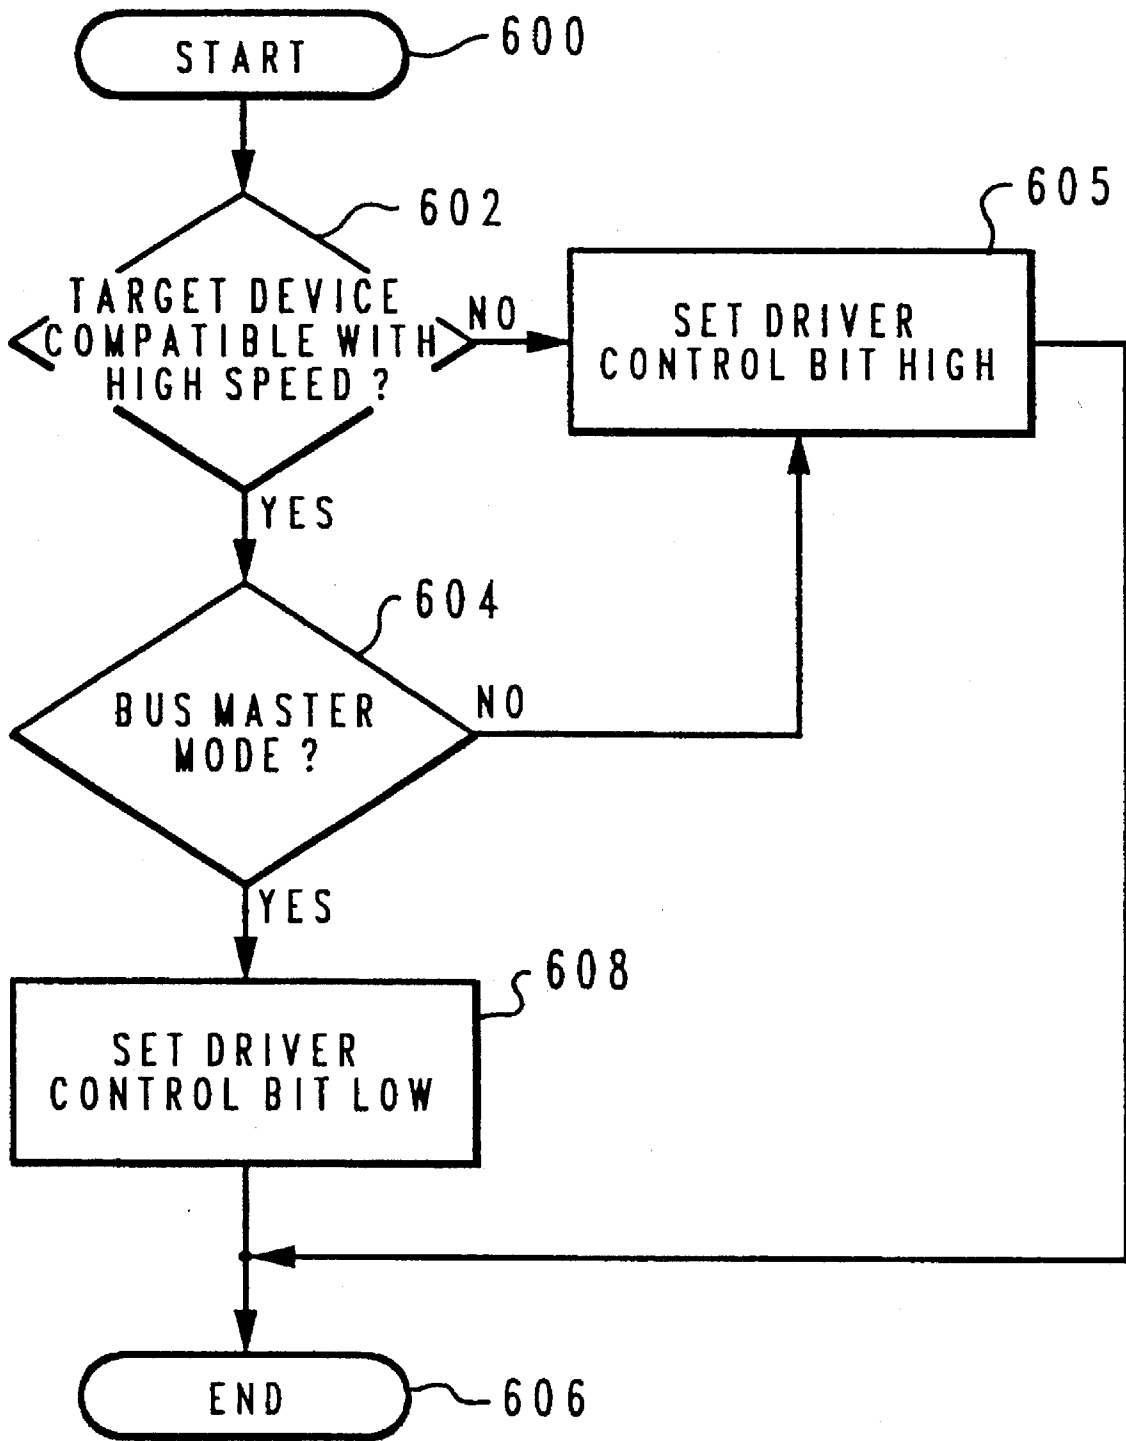 START
600
602
TARGET DEVICE
COMPATIBLE WITH
HIGH SPEED ?
NO
605
SET DRIVER
CONTROL BIT HIGH
YES
604
BUS MASTER
MODE ?
NO
YES
608
SET DRIVER
CONTROL BIT LOW
END
606